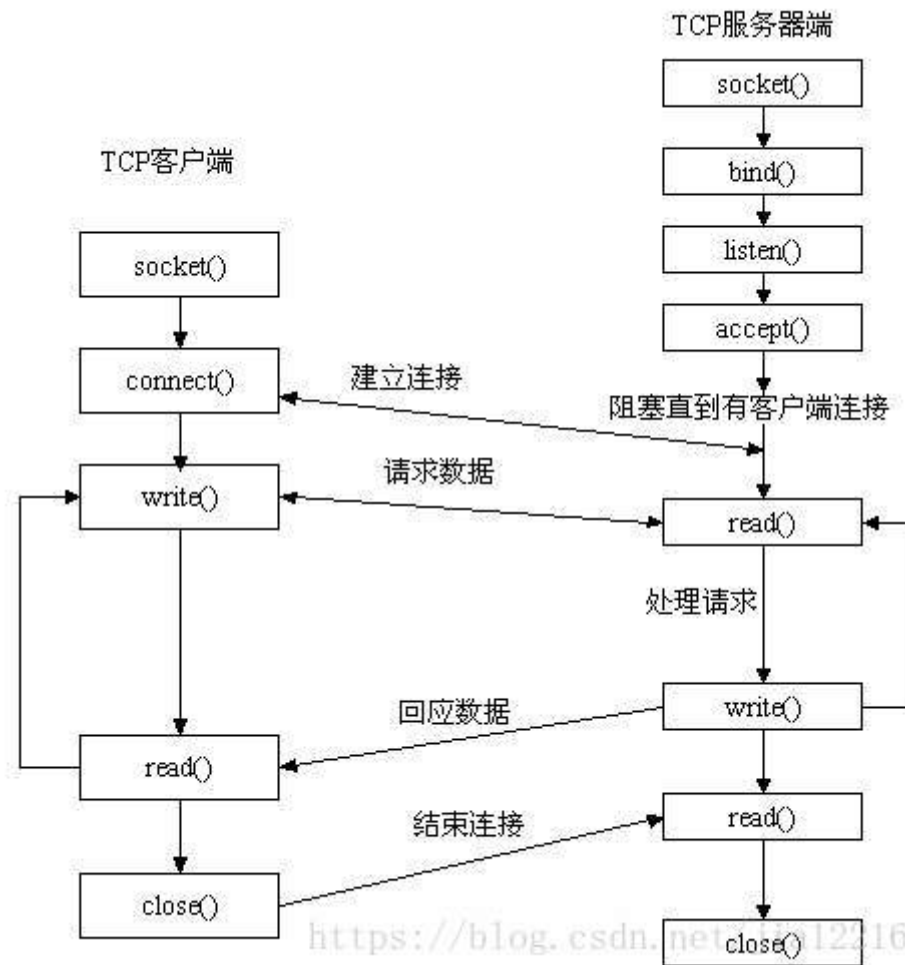 TCP服务器端
socket()
bind()
listen()
accept()
阻塞直到有客户端连接
read()
处理请求
write()
read()
close()
TCP客户端
socket()
connect()
write()
read()
close()
建立连接
请求数据
回应数据
结束连接
https://blog.csdn.net/